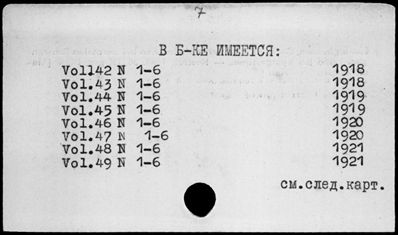 7
В Б-КЕ ИМЕЕТСЯ:
Vol142 N 1-6 1918
Vol.43 N 1-6 1918
Vol.44 N 1-6 1919
Vol.45 N 1-6 1919
Vol.46 N 1-6 1920
Vol.47 N 1-6 1920
Vol.48 N 1-6 1921
Vol.49 N 1-6 1921
см.след.карт.